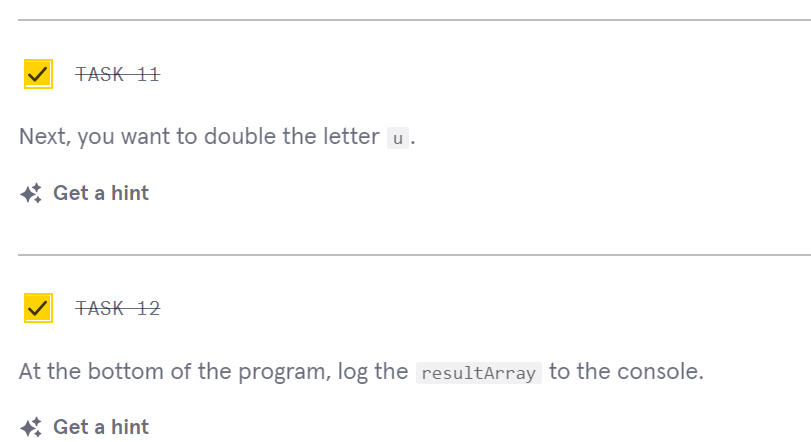 TASK 11
Next, you want to double the letter u.
Get a hint
TASK 12
At the bottom of the program, log the resultArray to the console.
Get a hint